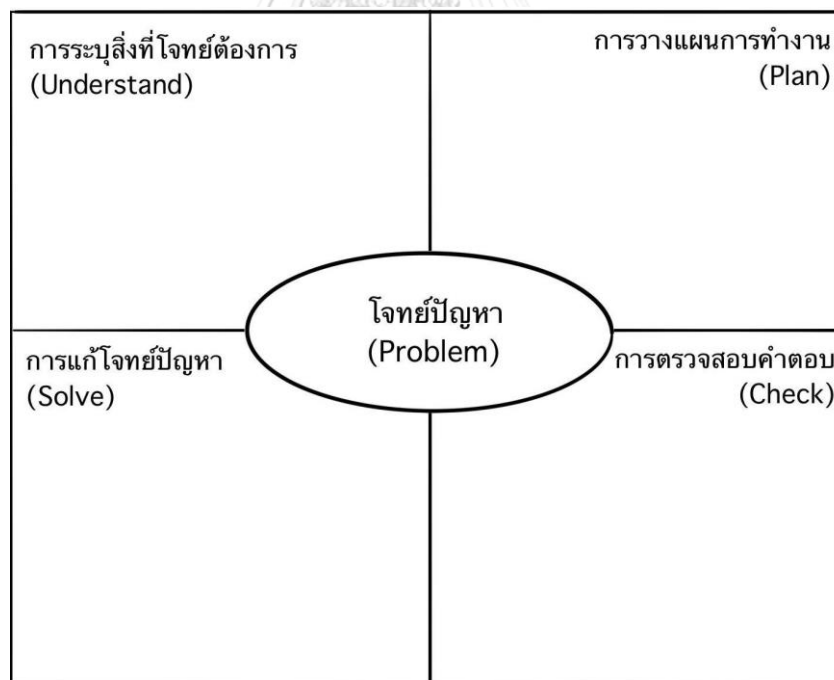 การระบุสิ่งที่โจทย์ต้องการ
(Understand)
การวางแผนการทำงาน
(Plan)
โจทย์ปัญหา
(Problem)
การแก้โจทย์ปัญหา
(Solve)
การตรวจสอบคำตอบ
(Check)